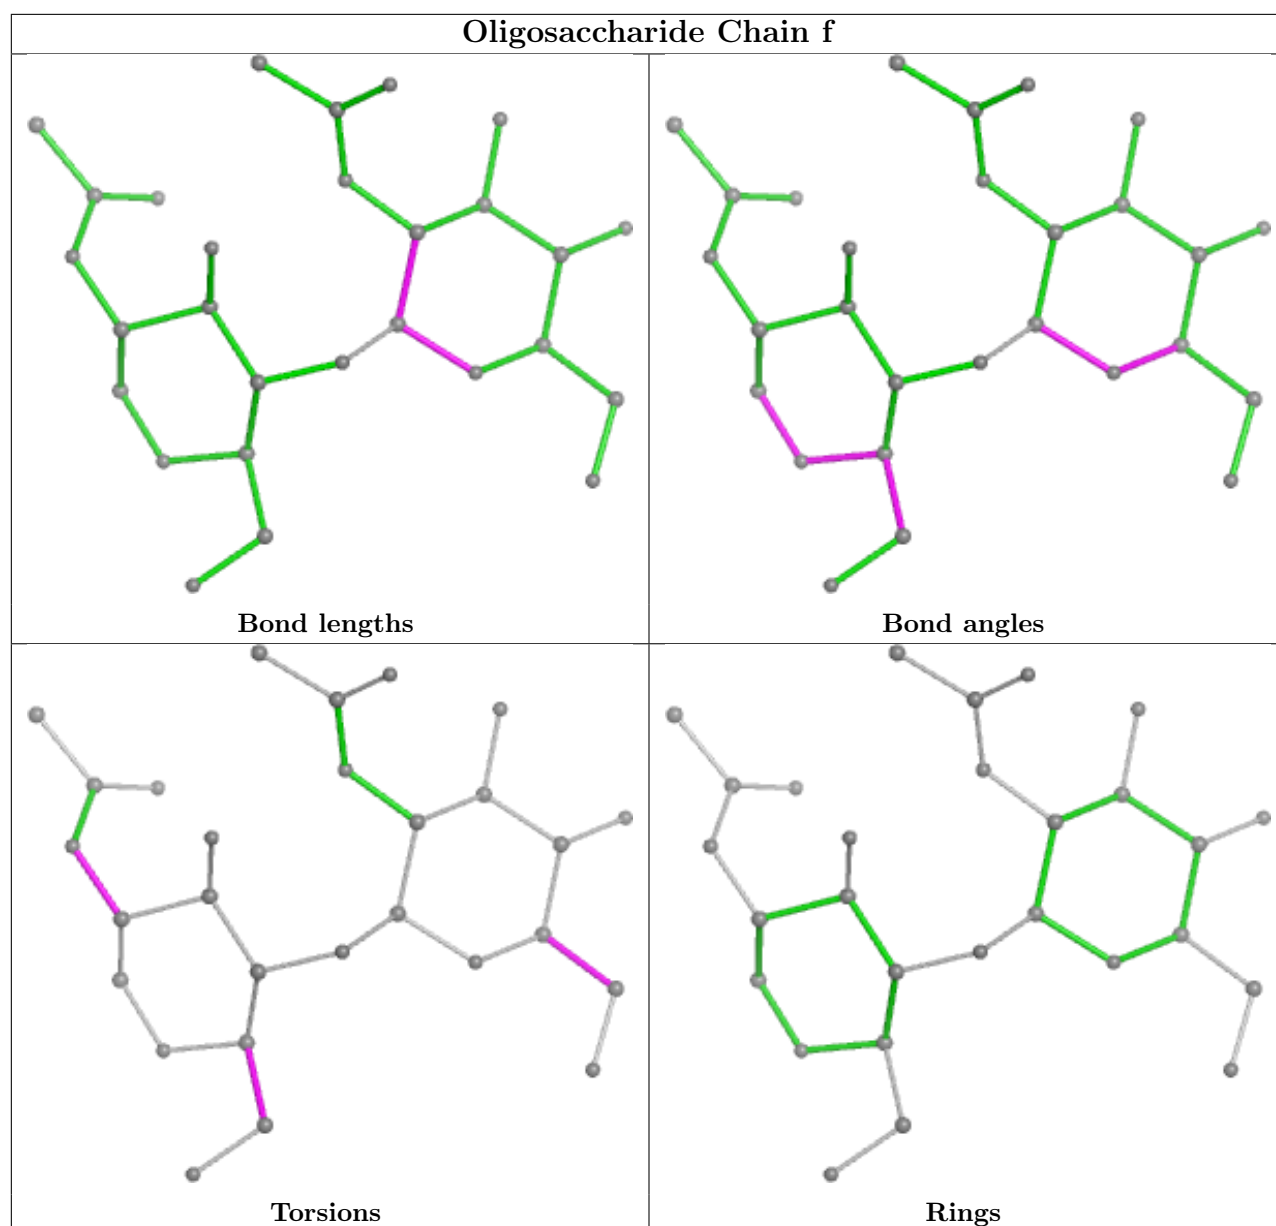 Oligosaccharide Chain f
Bond lengths
Bond angles
Torsions
Rings